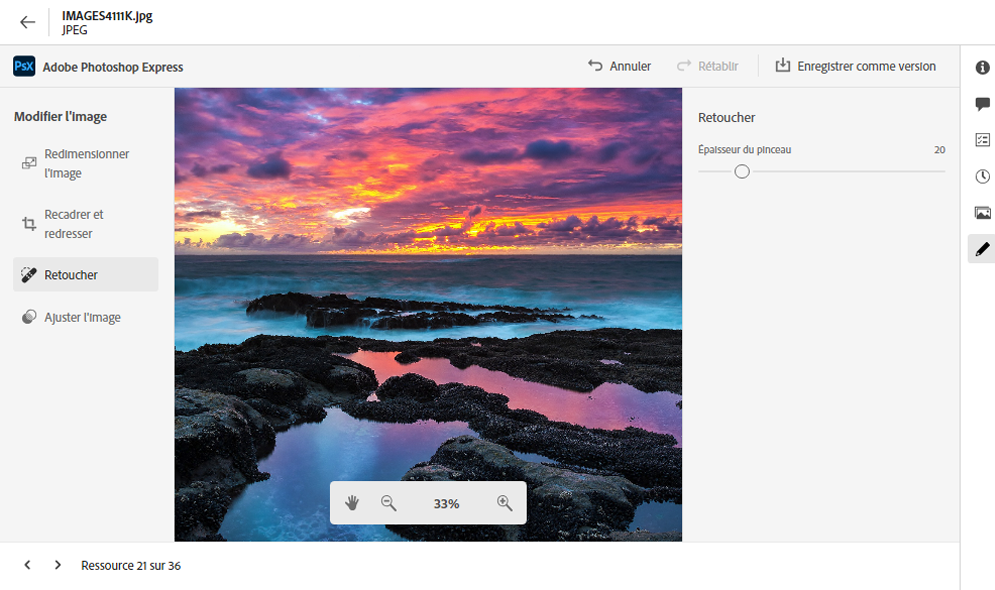 IMAGES4111K.jpg
JPEG
PsX
Adobe Photoshop Express
Annuler
Rétablir
Enregistrer comme version
Modifier l'image
Redimensionner
l'image
Recadrer et
redresser
Retoucher
Ajuster l'image
Retoucher
Épaisseur du pinceau
20
33%
Ressource 21 sur 36